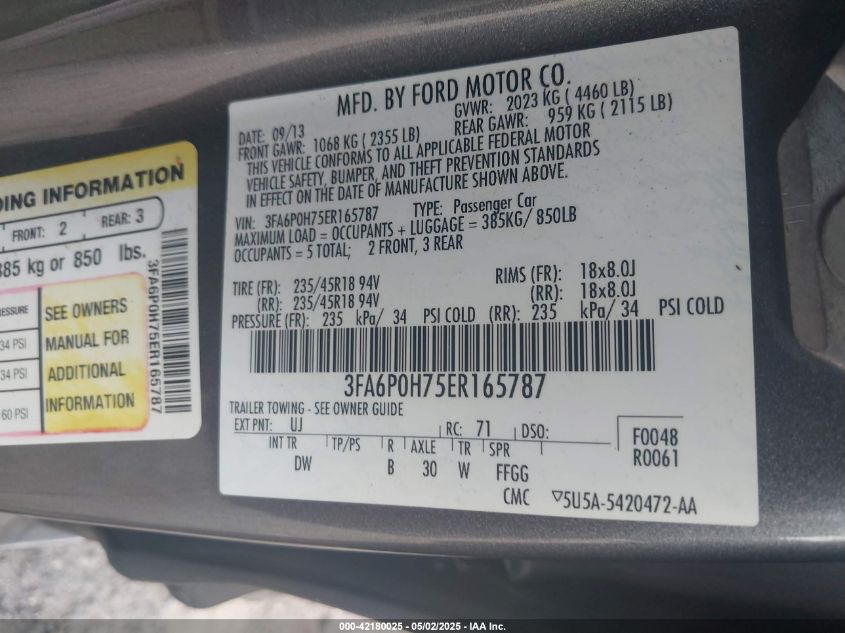 DING INFORMATION
FRONT: 2 REAR: 3
385 kg or 850 lbs.
PRESSURE
34 PSI
34 PSI
60 PSI
SEE OWNERS
MANUAL FOR
ADDITIONAL
INFORMATION
3FA6P0H75ER165787
MFD. BY FORD MOTOR CO.
DATE: 09/13 GVWR: 2023 KG ( 4460 LB)
FRONT GAWR: 1068 KG ( 2355 LB) REAR GAWR: 959 KG ( 2115 LB)
THIS VEHICLE CONFORMS TO ALL APPLICABLE FEDERAL MOTOR
VEHICLE SAFETY, BUMPER, AND THEFT PREVENTION STANDARDS
IN EFFECT ON THE DATE OF MANUFACTURE SHOWN ABOVE.
VIN: 3FA6P0H75ER165787 TYPE: Passenger Car
MAXIMUM LOAD = OCCUPANTS + LUGGAGE = 385KG/ 850LB
OCCUPANTS = 5 TOTAL; 2 FRONT, 3 REAR
TIRE (FR): 235/45R18 94V RIMS (FR): 18x8.0J
(RR): 235/45R18 94V (RR): 18x8.0J
PRESSURE (FR): 235 kPa/ 34 PSI COLD (RR): 235 kPa/ 34 PSI COLD
3FA6P0H75ER165787
TRAILER TOWING - SEE OWNER GUIDE
EXT PNT: UJ RC: 71 DSO:
INT TR TP/PS R AXLE TR SPR
DW B 30 W FFGG
F0048
R0061
CMC 5U5A-5420472-AA
000-42180025 - 05/02/2025 - IAA Inc.